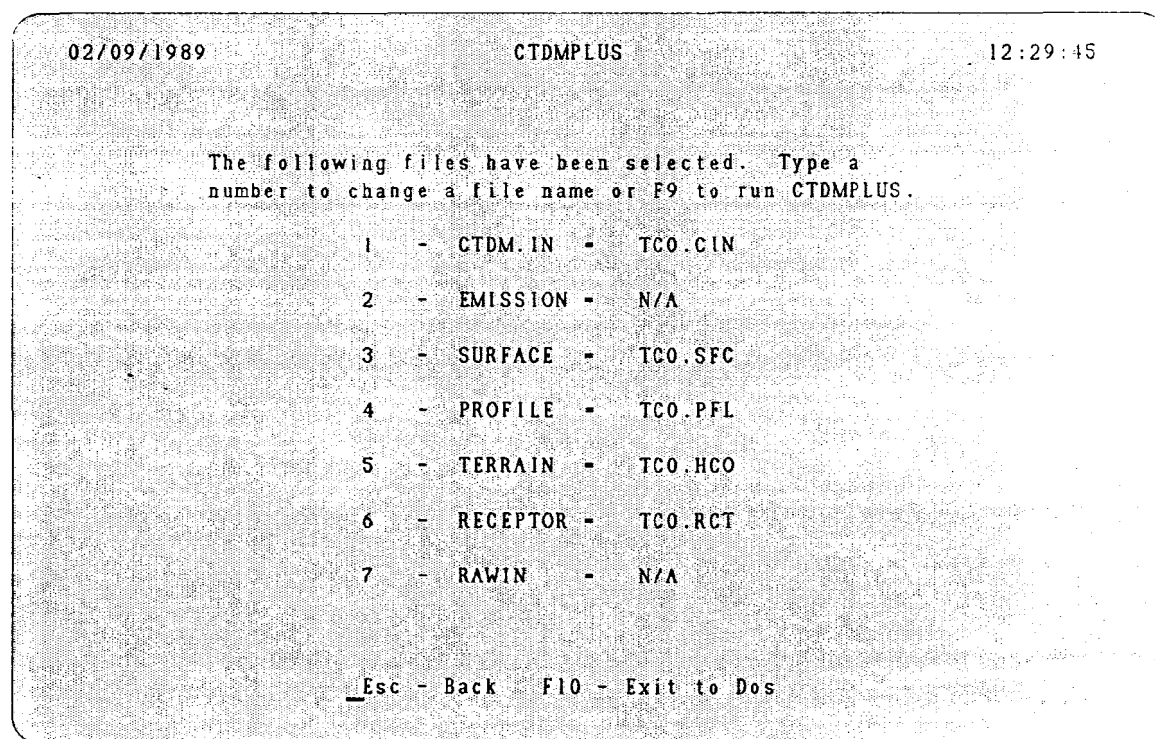 02/09/1989 CTDMPLUS 12:29:45
The following files have been selected. Type a
number to change a file name or F9 to run CTDMPLUS.
1 - CTDM.IN - TCO.CIN
2 - EMISSION - N/A
3 - SURFACE - TCO.SFC
4 - PROFILE - TCO.PFL
5 - TERRAIN - TCO.HCO
6 - RECEPTOR - TCO.RCT
7 - RAWIN - N/A
_Esc - Back F10 - Exit to Dos